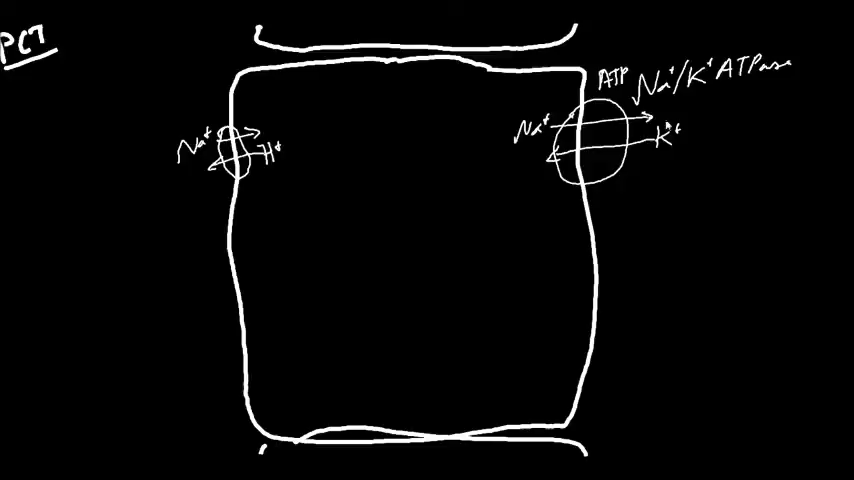 PCT
Na⁺
H⁺
ATP
Na⁺/K⁺ ATPase
Na⁺
K⁺